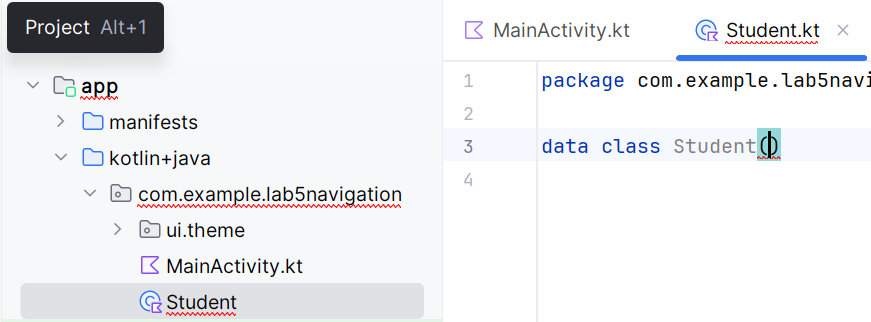 Project Alt+1
app
manifests
kotlin+java
com.example.lab5navigation
ui.theme
MainActivity.kt
Student
MainActivity.kt
Student.kt
1 package com.example.lab5navi
2
3 data class Student()
4